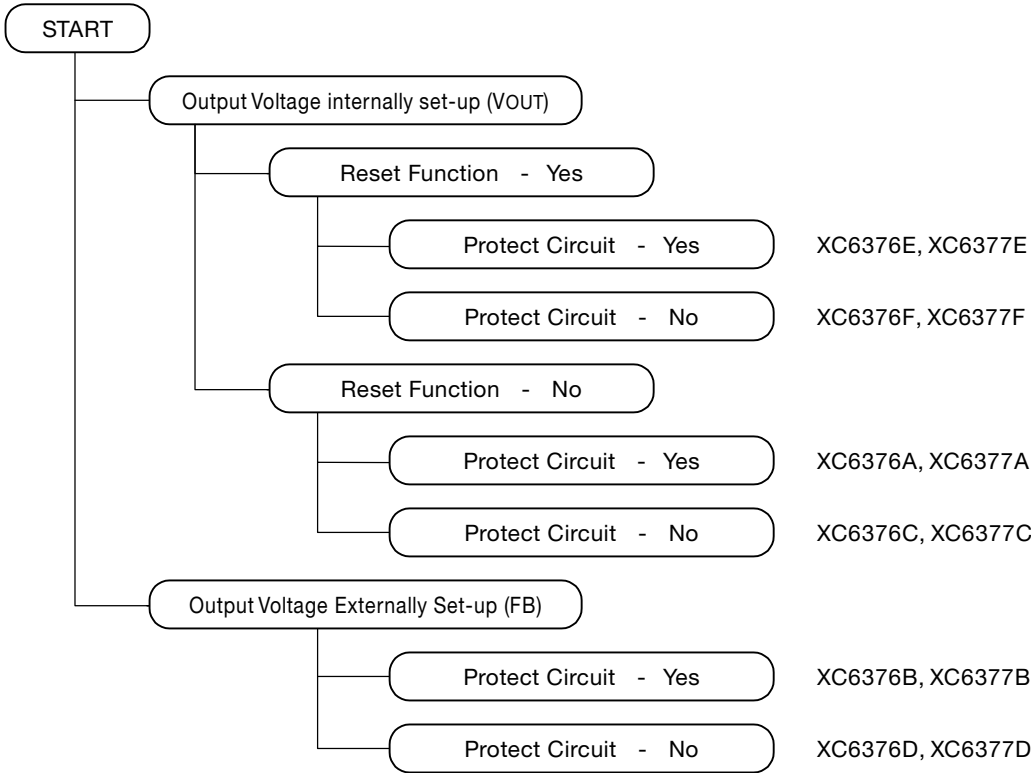 START
Output Voltage internally set-up (VOUT)
Reset Function - Yes
Protect Circuit - Yes XC6376E, XC6377E
Protect Circuit - No XC6376F, XC6377F
Reset Function - No
Protect Circuit - Yes XC6376A, XC6377A
Protect Circuit - No XC6376C, XC6377C
Output Voltage Externally Set-up (FB)
Protect Circuit - Yes XC6376B, XC6377B
Protect Circuit - No XC6376D, XC6377D